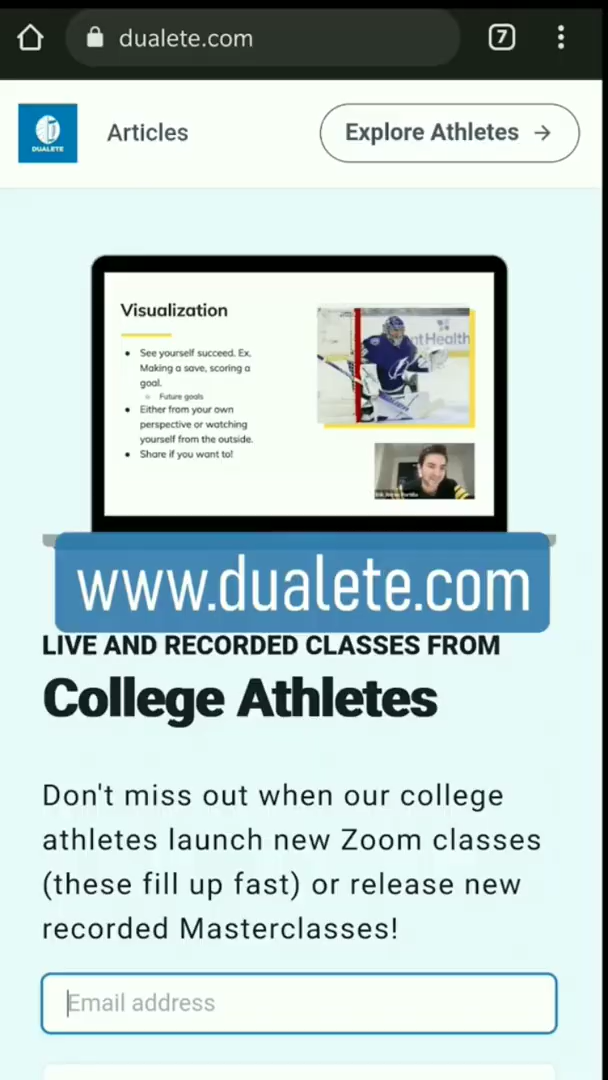 dualete.com
7
DUALETE
Articles
Explore Athletes →
Visualization
• See yourself succeed. Ex.
Making a save, scoring a
goal.
Future goals
• Either from your own
perspective or watching
yourself from the outside.
• Share if you want to!
ntHealth
www.dualete.com
LIVE AND RECORDED CLASSES FROM
College Athletes
Don't miss out when our college
athletes launch new Zoom classes
(these fill up fast) or release new
recorded Masterclasses!
Email address